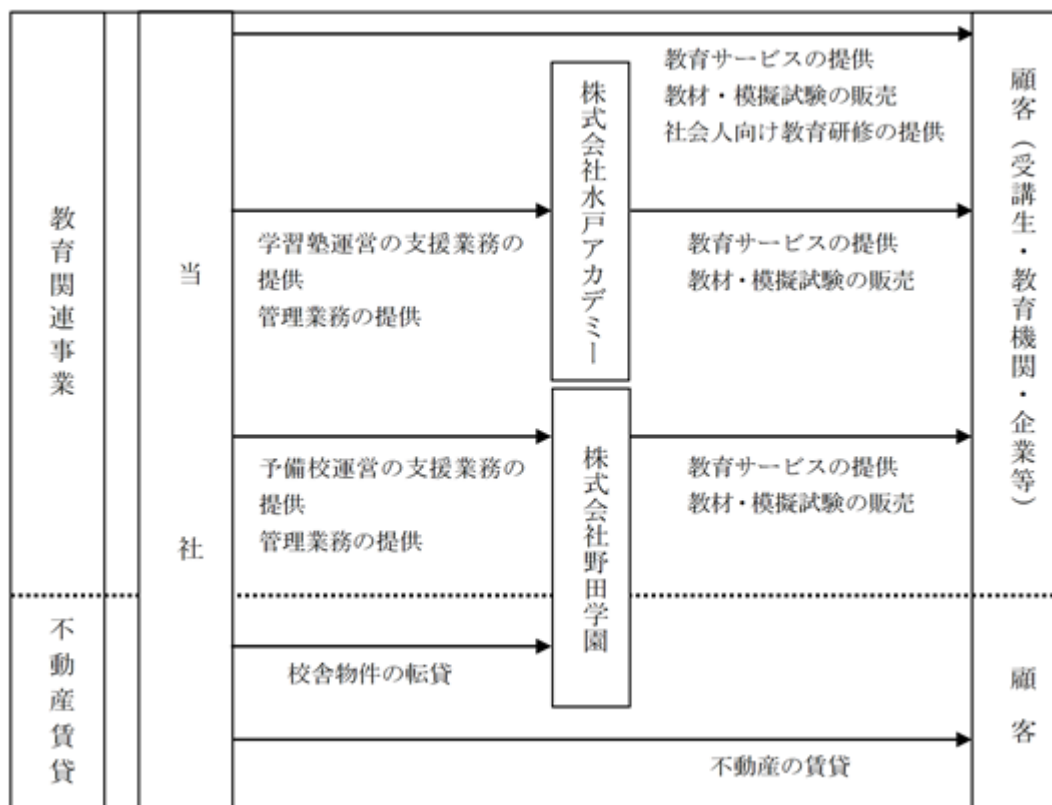 教育関連事業
不動産賃貸
当社
教育サービスの提供
教材・模擬試験の販売
社会人向け教育研修の提供
株式会社水戸アカデミー
学習塾運営の支援業務の
提供
管理業務の提供
教育サービスの提供
教材・模擬試験の販売
株式会社野田学園
予備校運営の支援業務の
提供
管理業務の提供
教育サービスの提供
教材・模擬試験の販売
校舎物件の転貸
不動産の賃貸
顧客（受講生・教育機関・企業等）
顧客